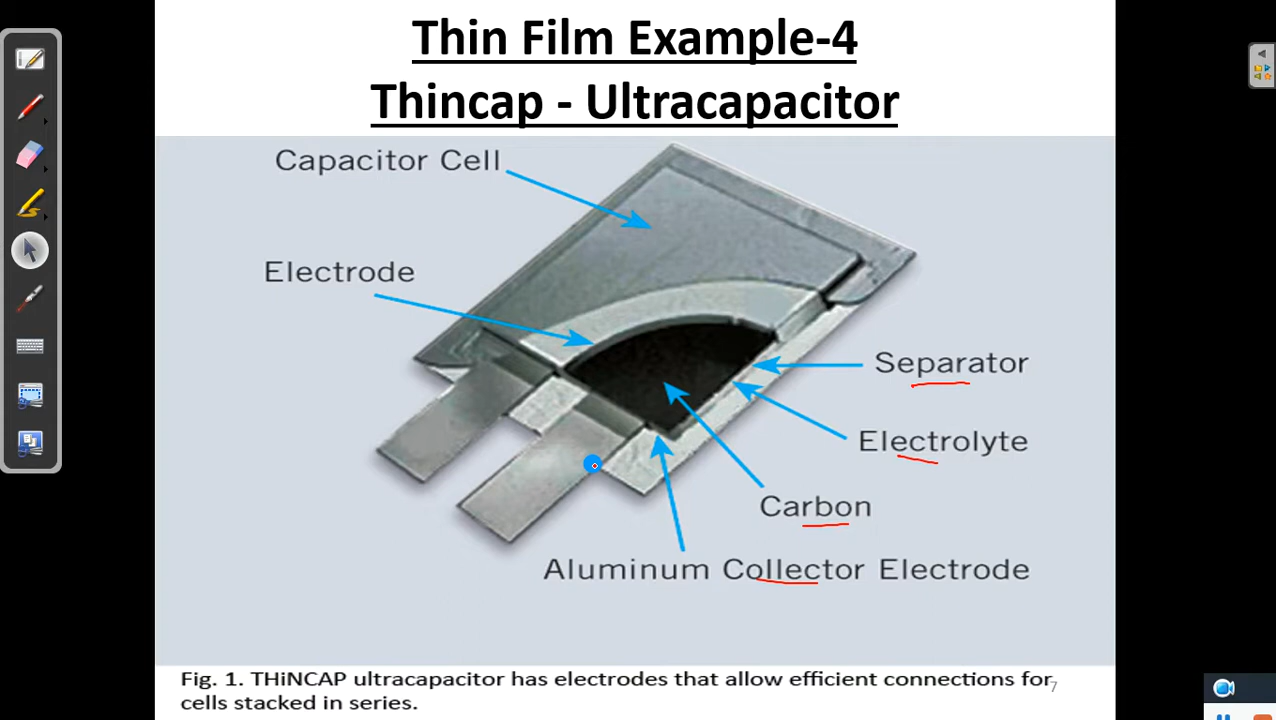 Thin Film Example-4
Thincap - Ultracapacitor
Capacitor Cell
Electrode
Separator
Electrolyte
Carbon
Aluminum Collector Electrode
Fig. 1. THiNCAP ultracapacitor has electrodes that allow efficient connections for
cells stacked in series.
7